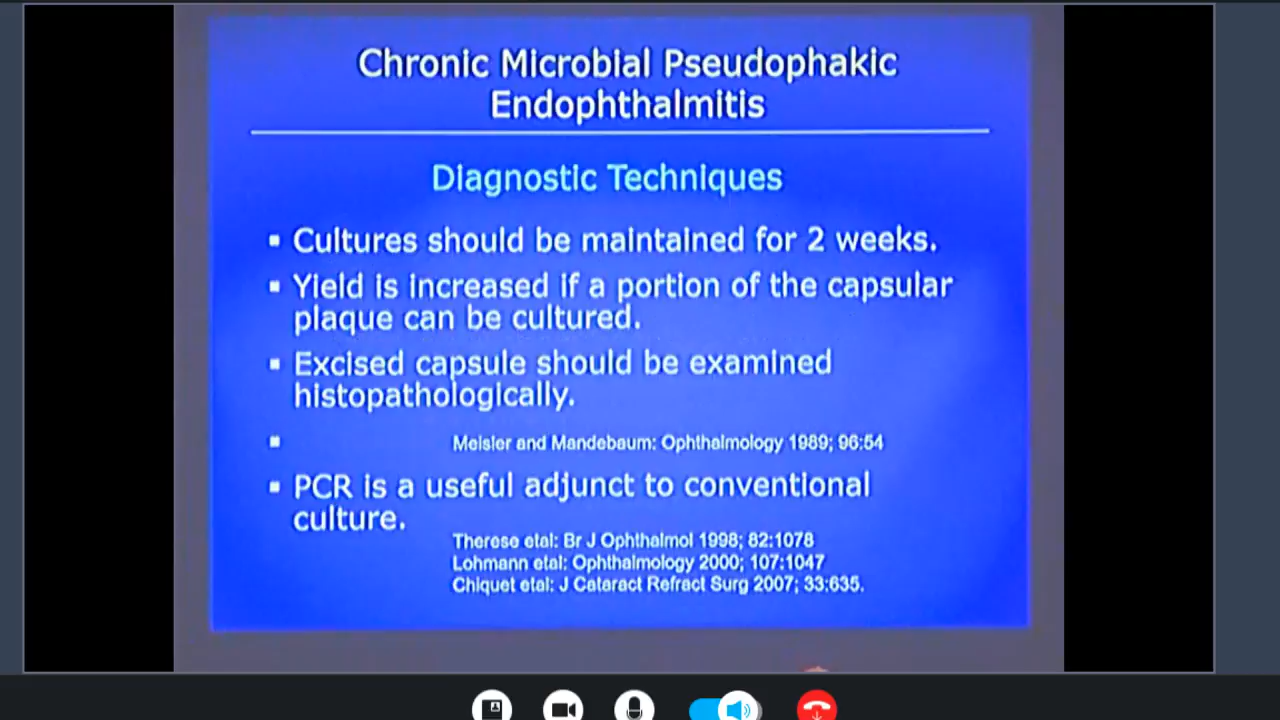 Chronic Microbial Pseudophakic
Endophthalmitis
Diagnostic Techniques
▪ Cultures should be maintained for 2 weeks.
▪ Yield is increased if a portion of the capsular
plaque can be cultured.
▪ Excised capsule should be examined
histopathologically.
▪ Meisler and Mandebaum: Ophthalmology 1989; 96:54
▪ PCR is a useful adjunct to conventional
culture.
Therese etal: Br J Ophthalmol 1998; 82:1078
Lohmann etal: Ophthalmology 2000; 107:1047
Chiquet etal: J Cataract Refract Surg 2007; 33:635.